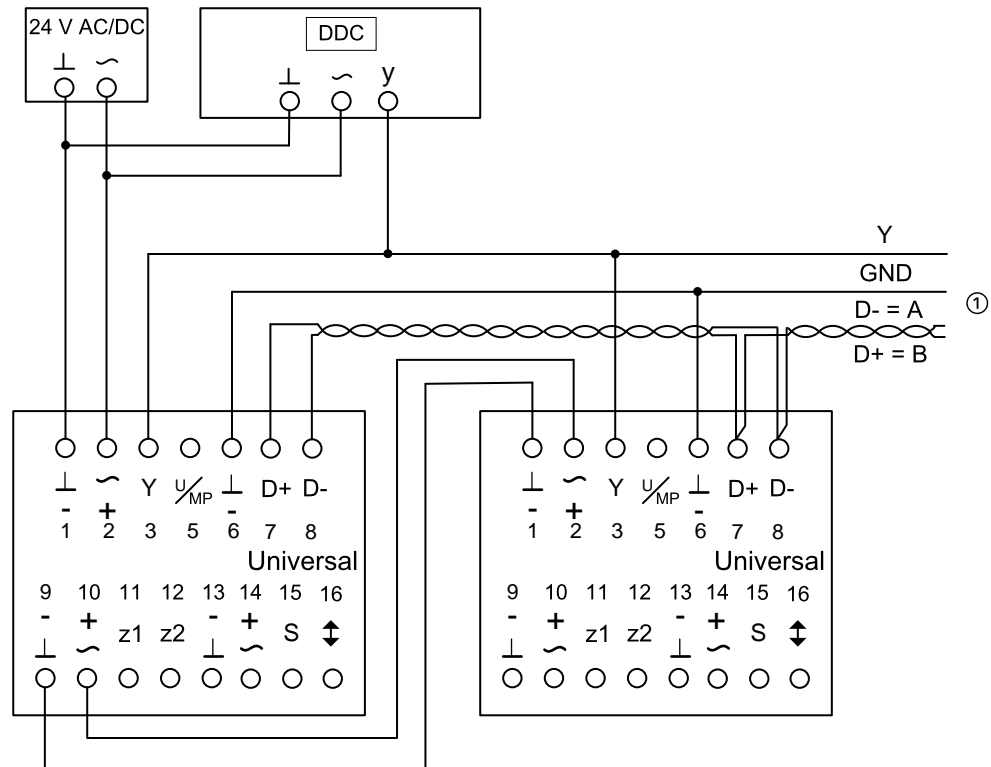 24 V AC/DC
⊥ ~
DDC
⊥ ~ y
Y
GND
①
D- = A
D+ = B
⊥ ~ Y U/MP ⊥ D+ D-
- + -
1 2 3 5 6 7 8
Universal
9 10 11 12 13 14 15 16
- + z1 z2 - + S ↕
⊥ ~ ⊥ ~
⊥ ~ Y U/MP ⊥ D+ D-
- + -
1 2 3 5 6 7 8
Universal
9 10 11 12 13 14 15 16
- + z1 z2 - + S ↕
⊥ ~ ⊥ ~